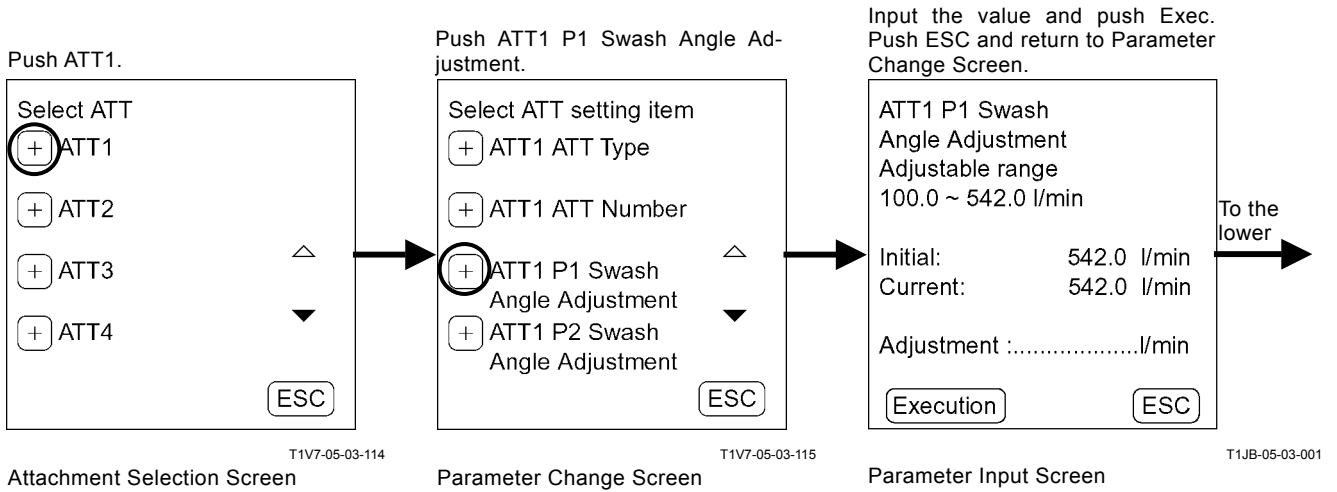 Push ATT1.
Select ATT
+ ATT1
+ ATT2
+ ATT3
+ ATT4
ESC
T1V7-05-03-114
Attachment Selection Screen
Push ATT1 P1 Swash Angle Ad-
justment.
Select ATT setting item
+ ATT1 ATT Type
+ ATT1 ATT Number
+ ATT1 P1 Swash
Angle Adjustment
+ ATT1 P2 Swash
Angle Adjustment
ESC
T1V7-05-03-115
Parameter Change Screen
Input the value and push Exec.
Push ESC and return to Parameter
Change Screen.
ATT1 P1 Swash
Angle Adjustment
Adjustable range
100.0 ~ 542.0 l/min
Initial: 542.0 l/min
Current: 542.0 l/min
Adjustment :...................l/min
Execution ESC
T1JB-05-03-001
Parameter Input Screen
To the
lower